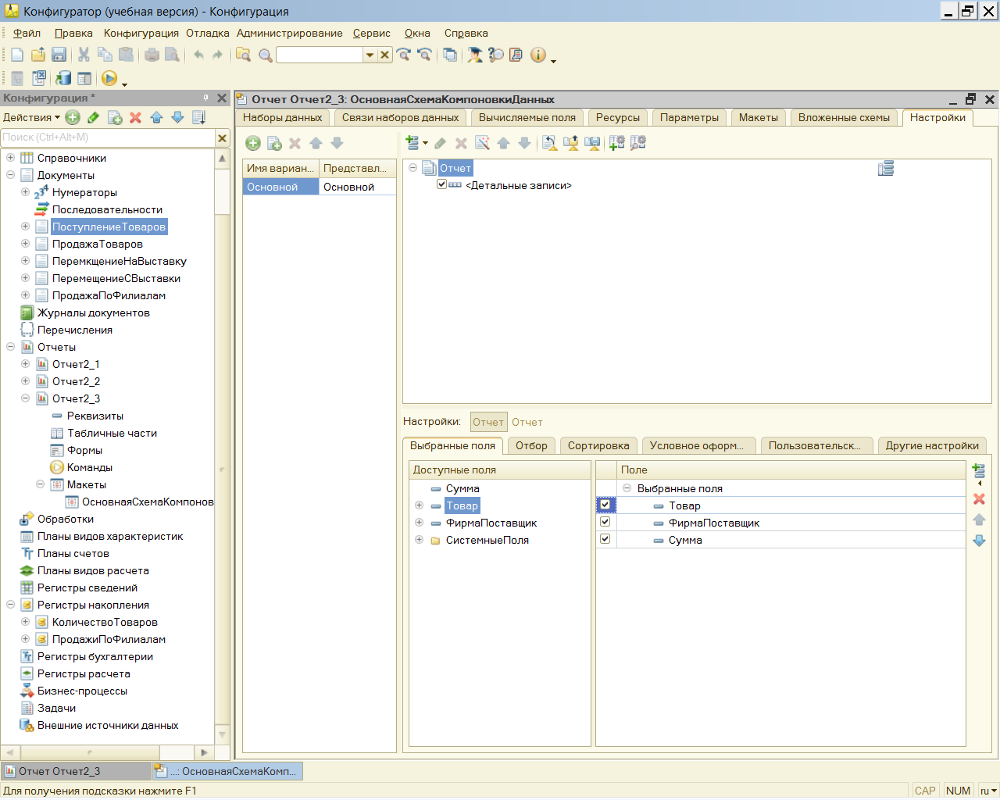 Конфигуратор (учебная версия) - Конфигурация
Файл Правка Конфигурация Отладка Администрирование Сервис Окна Справка
Конфигурация *
Действия
Поиск (Ctrl+Alt+M)
Справочники
Документы
Нумераторы
Последовательности
ПоступлениеТоваров
ПродажаТоваров
ПеремкщениеНаВыставку
ПеремещениеСВыставки
ПродажаПоФилиалам
Журналы документов
Перечисления
Отчеты
Отчет2_1
Отчет2_2
Отчет2_3
Реквизиты
Табличные части
Формы
Команды
Макеты
ОсновнаяСхемаКомпонов
Обработки
Планы видов характеристик
Планы счетов
Планы видов расчета
Регистры сведений
Регистры накопления
КоличествоТоваров
ПродажиПоФилиалам
Регистры бухгалтерии
Регистры расчета
Бизнес-процессы
Задачи
Внешние источники данных
Отчет Отчет2_3: ОсновнаяСхемаКомпоновкиДанных
Наборы данных Связи наборов данных Вычисляемые поля Ресурсы Параметры Макеты Вложенные схемы Настройки
Имя вариан... Представл...
Основной Основной
Отчет
<Детальные записи>
Настройки: Отчет Отчет
Выбранные поля Отбор Сортировка Условное оформ... Пользовательск... Другие настройки
Доступные поля
Сумма
Товар
ФирмаПоставщик
СистемныеПоля
Поле
Выбранные поля
Товар
ФирмаПоставщик
Сумма
Отчет Отчет2_3 ...: ОсновнаяСхемаКомп...
Для получения подсказки нажмите F1 CAP NUM ru